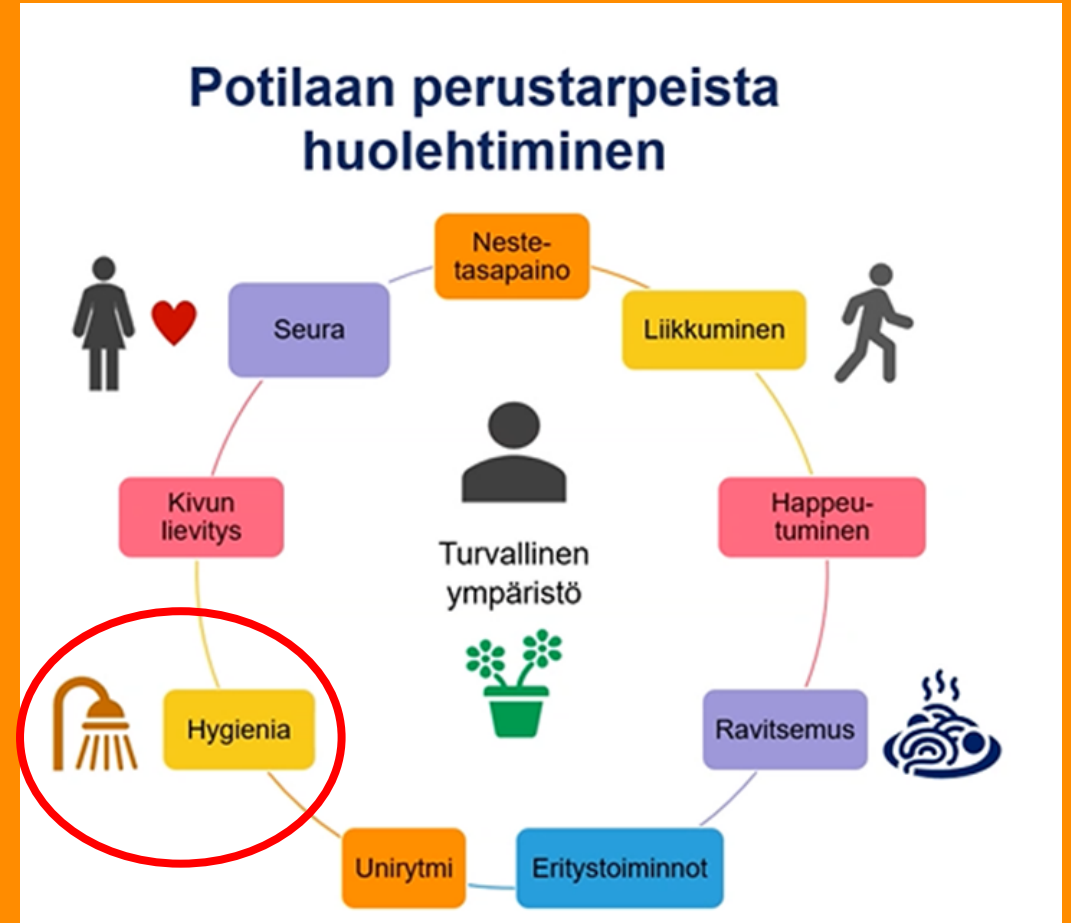 Potilaan perustarpeista
huolehtiminen
Neste-
tasapaino
Seura
Liikkuminen
Kivun
lievitys
Happeu-
tuminen
Turvallinen
ympäristö
Hygienia
Ravitsemus
Unirytmi
Eritystoiminnot